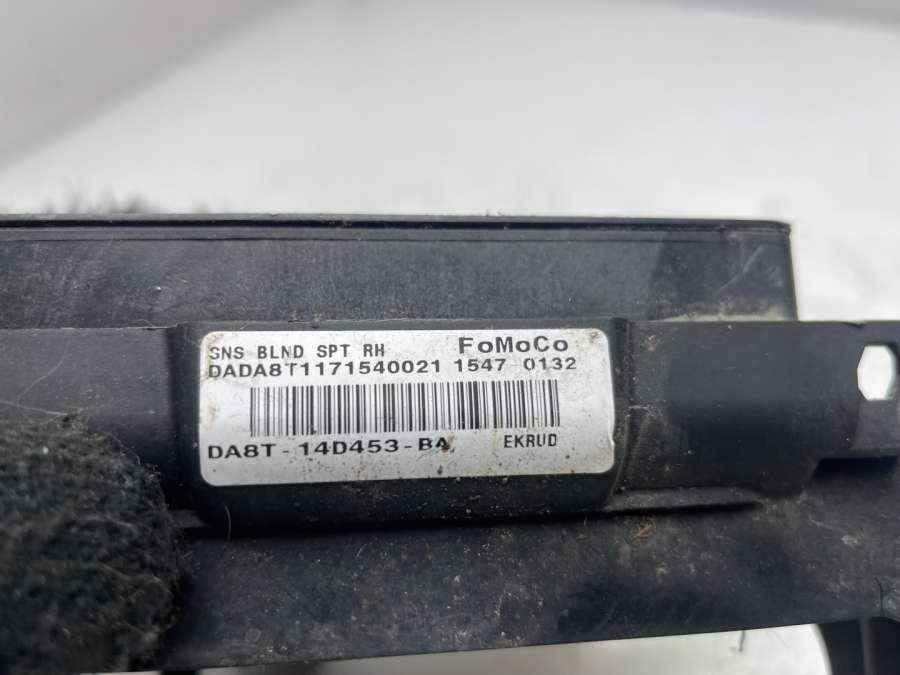 SNS BLND SPT RH FoMoCo
DADA8T1171540021 1547 0132
DA8T-14D453-BA EKRUD